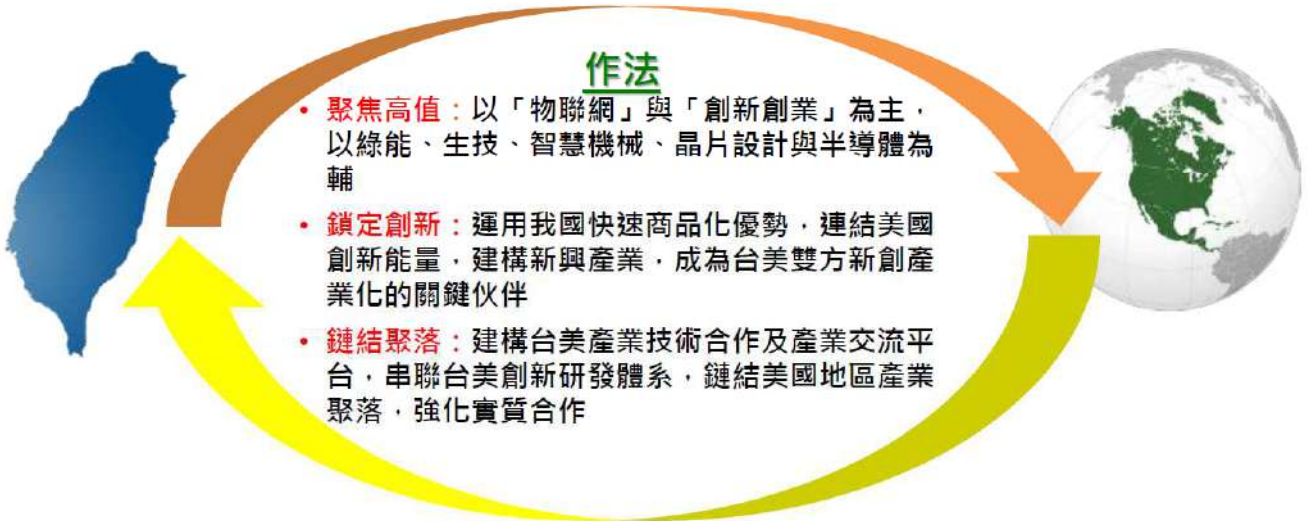 作法
• 聚焦高值：以「物聯網」與「創新創業」為主，
以綠能、生技、智慧機械、晶片設計與半導體為
輔
• 鎖定創新：運用我國快速商品化優勢，連結美國
創新能量，建構新興產業，成為台美雙方新創產
業化的關鍵伙伴
• 鏈結聚落：建構台美產業技術合作及產業交流平
台，串聯台美創新研發體系，鏈結美國地區產業
聚落，強化實質合作